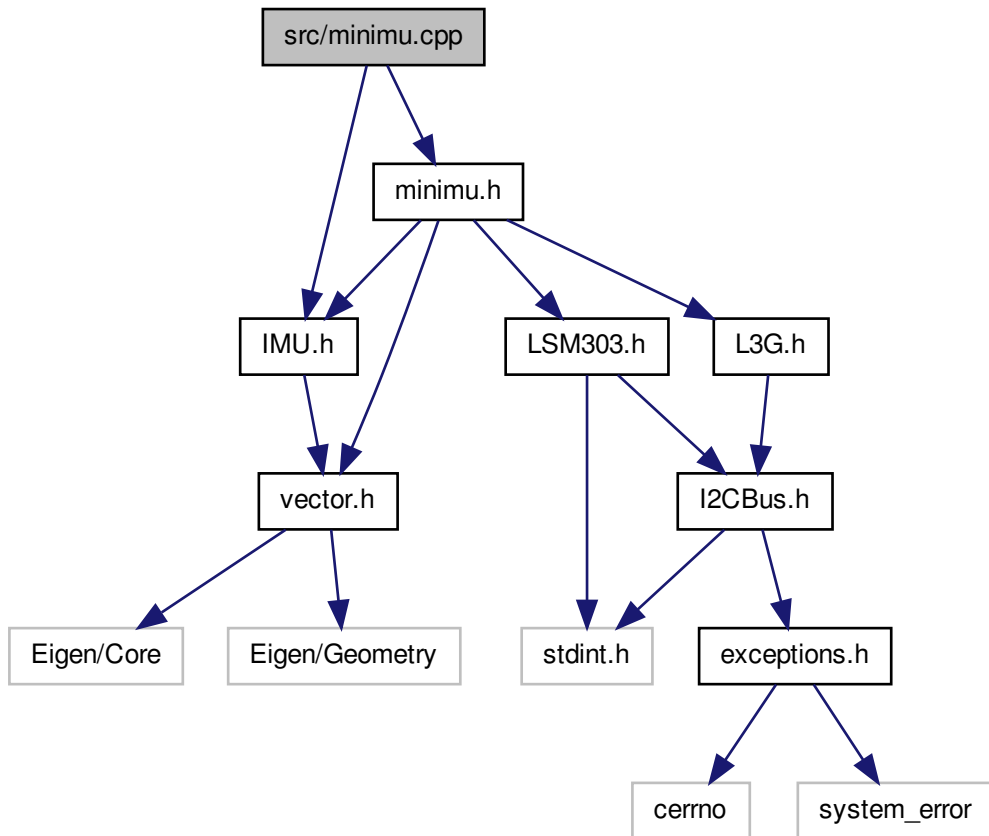 src/minimu.cpp
minimu.h
IMU.h
LSM303.h
L3G.h
vector.h
I2CBus.h
Eigen/Core
Eigen/Geometry
stdint.h
exceptions.h
cerrno
system_error